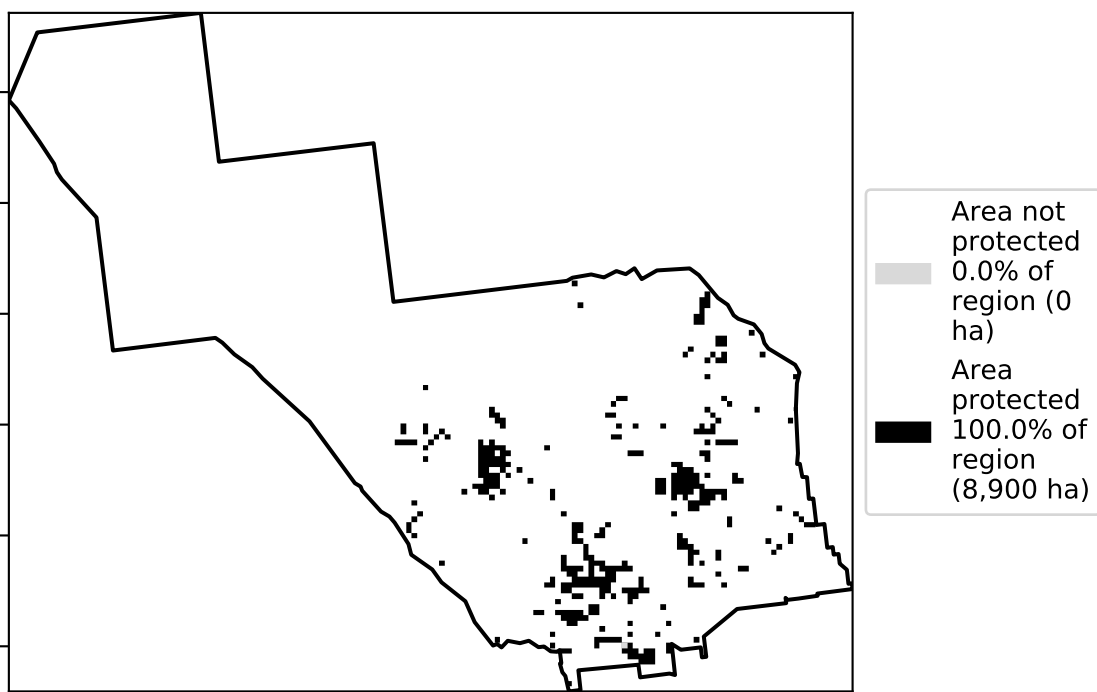 Area not
protected
0.0% of
region (0
ha)
Area
protected
100.0% of
region
(8,900 ha)